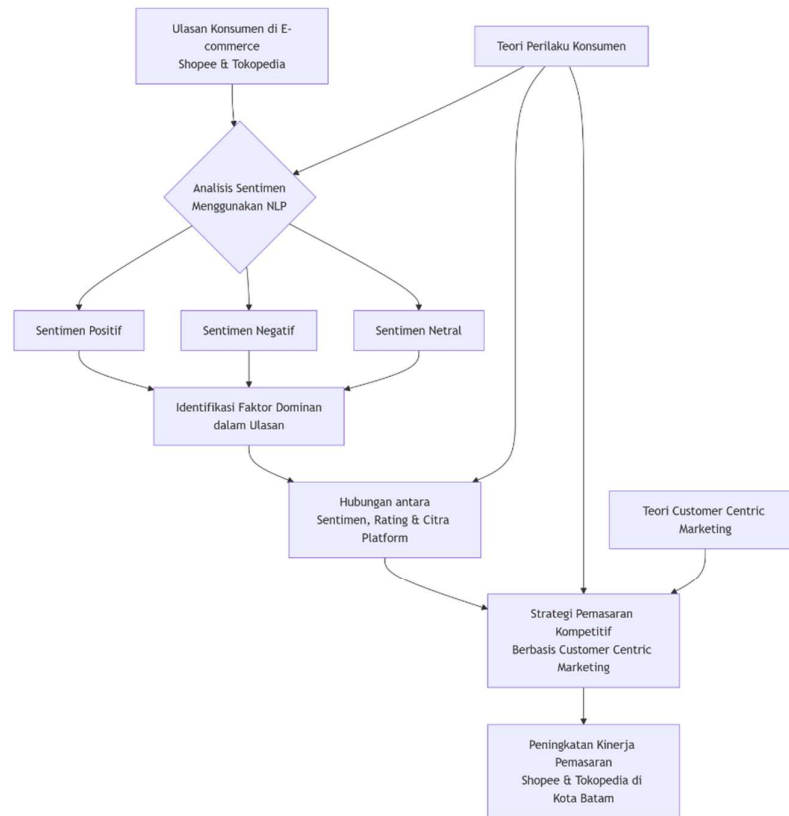 Ulasan Konsumen di E-
commerce
Shopee & Tokopedia
Teori Perilaku Konsumen
Analisis Sentimen
Menggunakan NLP
Sentimen Positif
Sentimen Negatif
Sentimen Netral
Identifikasi Faktor Dominan
dalam Ulasan
Hubungan antara
Sentimen, Rating & Citra
Platform
Teori Customer Centric
Marketing
Strategi Pemasaran
Kompetitif
Berbasis Customer Centric
Marketing
Peningkatan Kinerja
Pemasaran
Shopee & Tokopedia di
Kota Batam